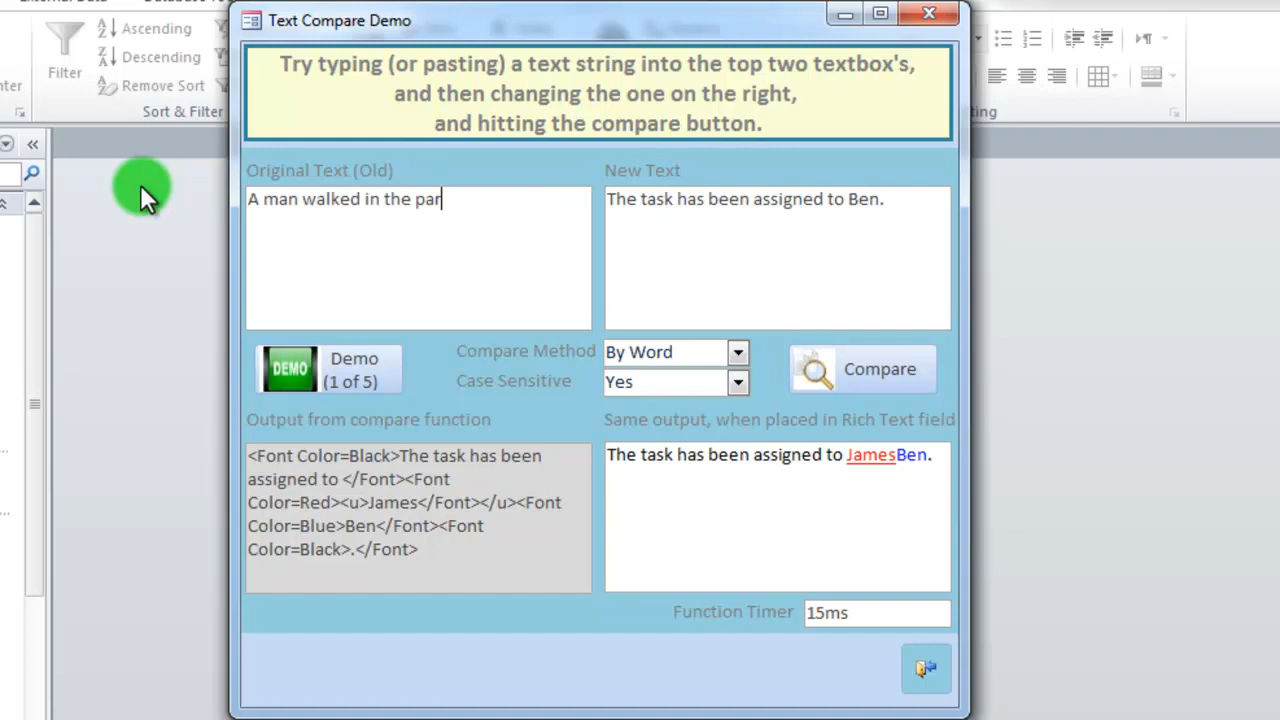 External Data
Ascending
Descending
Remove Sort
Filter
Sort & Filter
Text Compare Demo
Try typing (or pasting) a text string into the top two textbox's,
and then changing the one on the right,
and hitting the compare button.
Original Text (Old)
New Text
A man walked in the par
The task has been assigned to Ben.
DEMO
Demo
(1 of 5)
Compare Method
By Word
Case Sensitive
Yes
Compare
Output from compare function
Same output, when placed in Rich Text field
<Font Color=Black>The task has been
assigned to </Font><Font
Color=Red><u>James</Font></u><Font
Color=Blue>Ben</Font><Font
Color=Black>.</Font>
The task has been assigned to JamesBen.
Function Timer
15ms